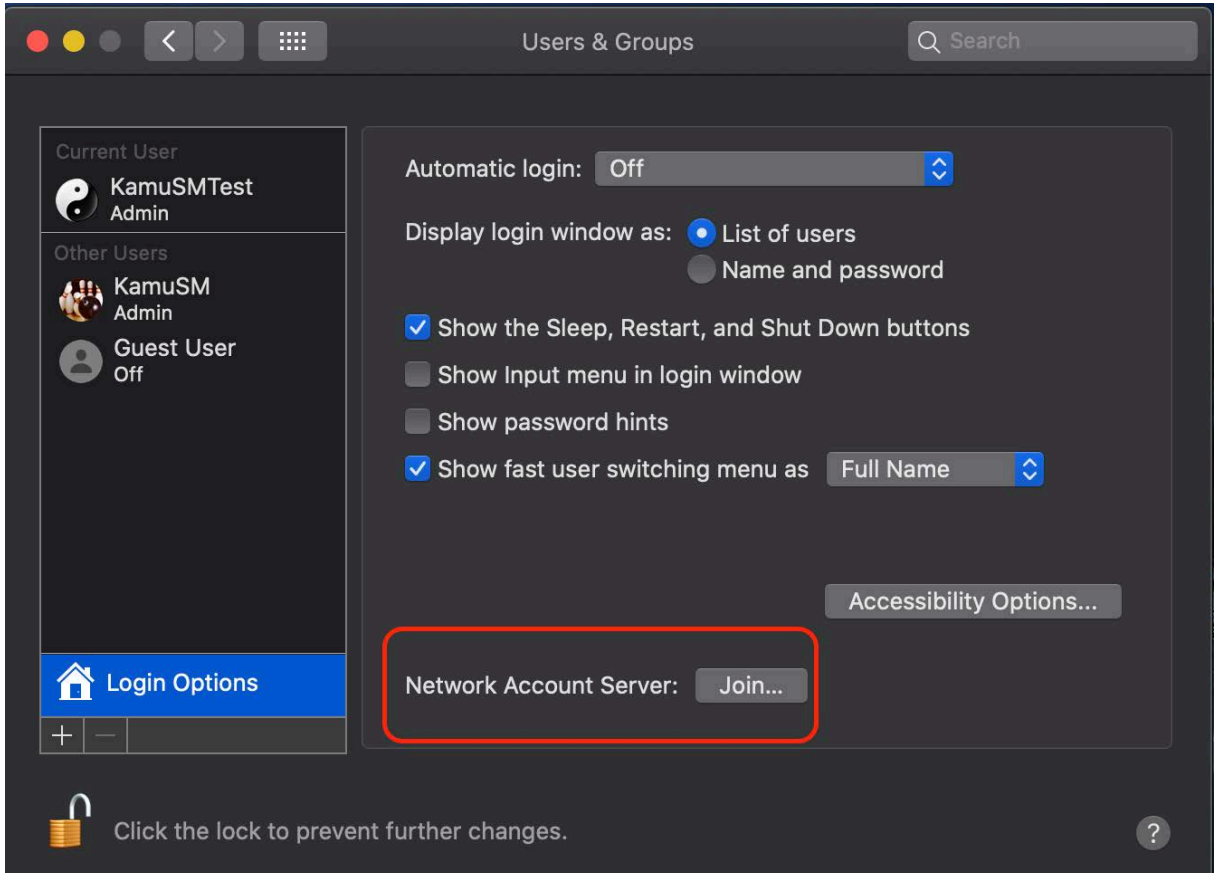 Users & Groups
Search
Current User
KamuSMTest
Admin
Other Users
KamuSM
Admin
Guest User
Off
Login Options
Automatic login: Off
Display login window as: List of users
Name and password
Show the Sleep, Restart, and Shut Down buttons
Show Input menu in login window
Show password hints
Show fast user switching menu as Full Name
Accessibility Options...
Network Account Server: Join...
Click the lock to prevent further changes.
?